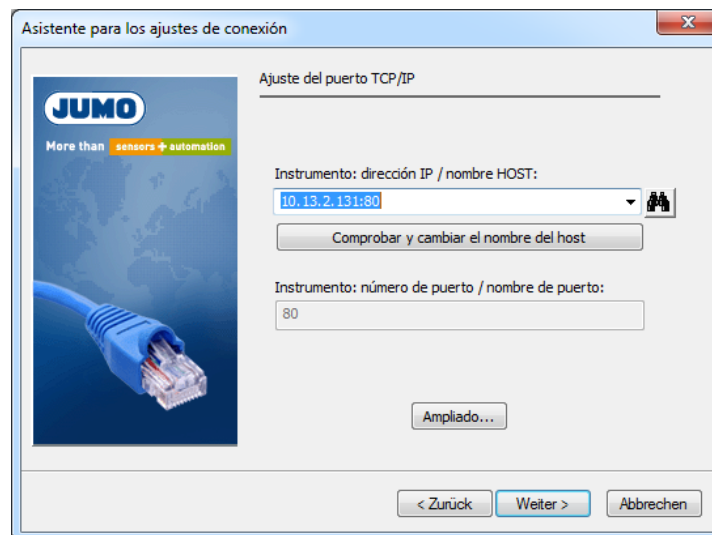 Asistente para los ajustes de conexión
JUMO
More than sensors + automation
Ajuste del puerto TCP/IP
Instrumento: dirección IP / nombre HOST:
10.13.2.131:80
Comprobar y cambiar el nombre del host
Instrumento: número de puerto / nombre de puerto:
80
Ampliado...
< Zurück Weiter > Abbrechen